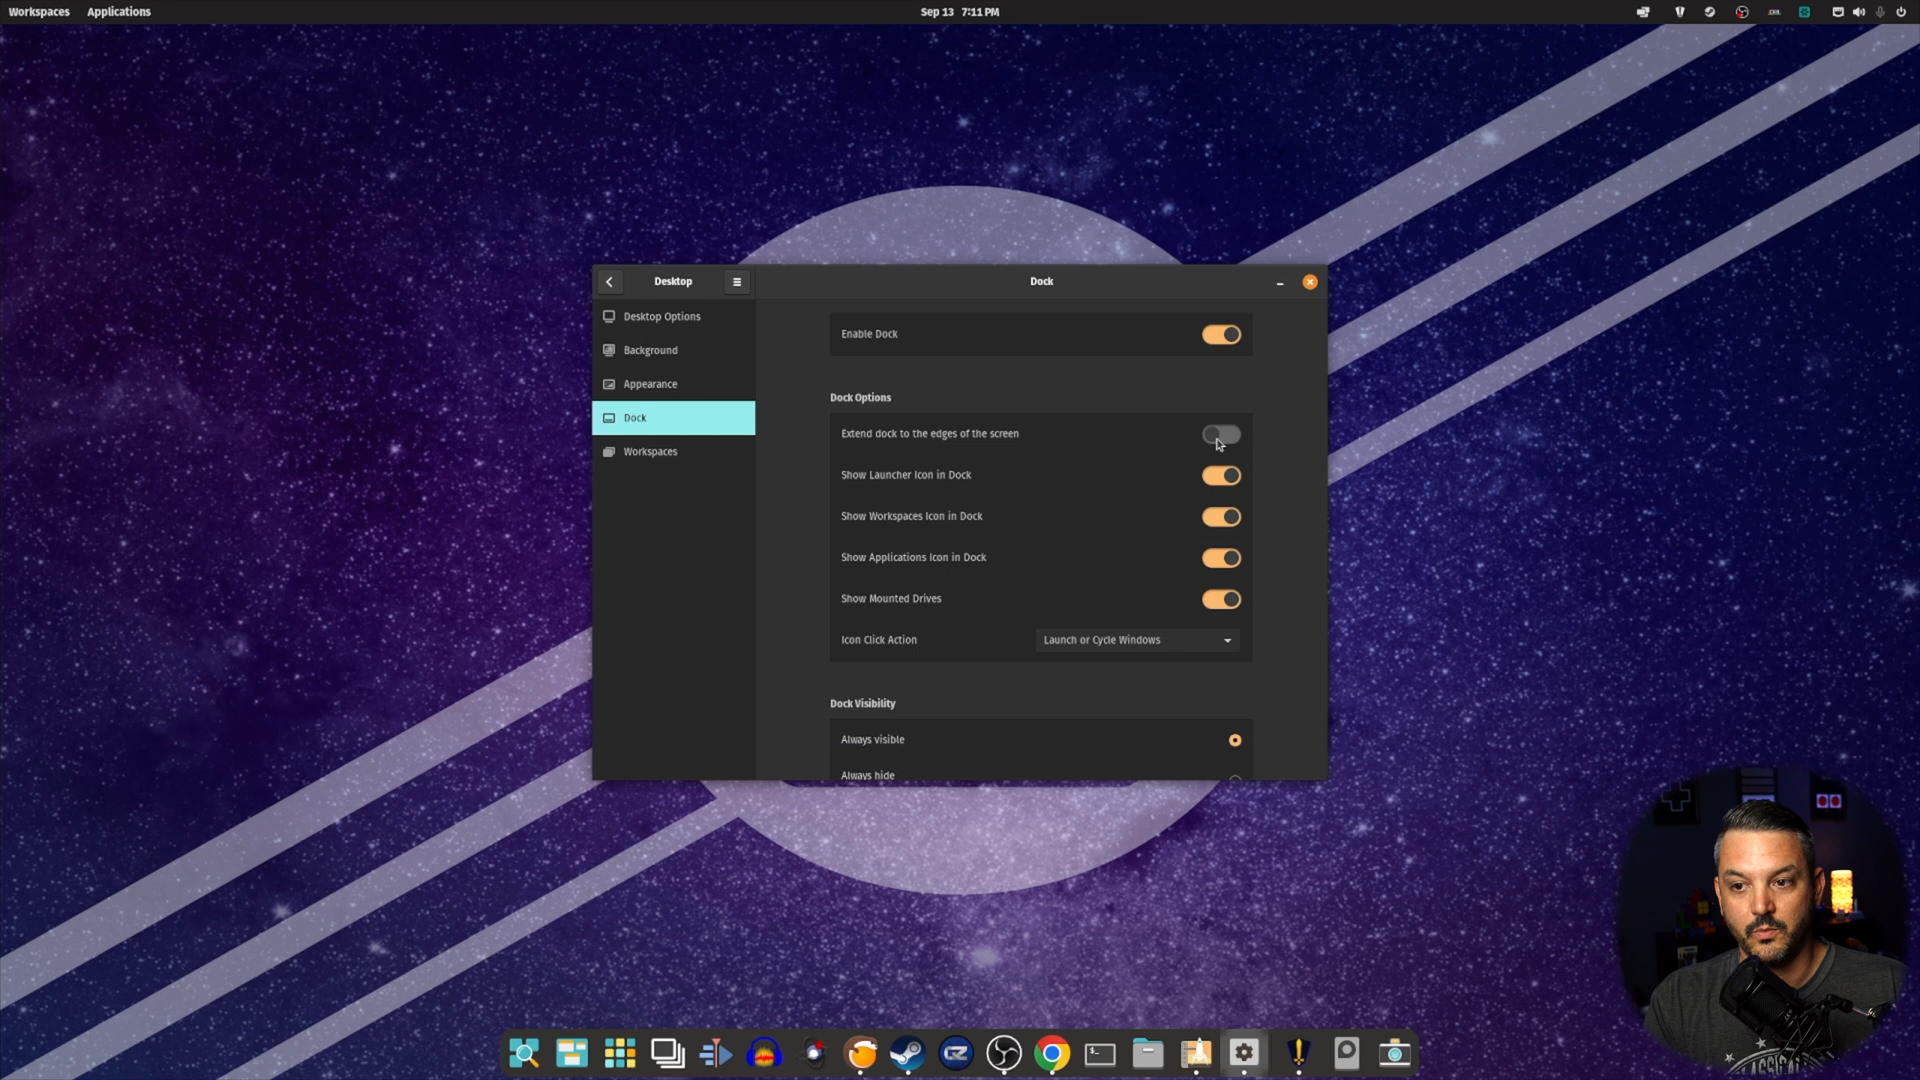 Workspaces Applications Sep 13 7:11 PM
Desktop Dock
Desktop Options
Background
Appearance
Dock
Workspaces
Enable Dock
Dock Options
Extend dock to the edges of the screen
Show Launcher Icon in Dock
Show Workspaces Icon in Dock
Show Applications Icon in Dock
Show Mounted Drives
Icon Click Action Launch or Cycle Windows
Dock Visibility
Always visible
Always hide